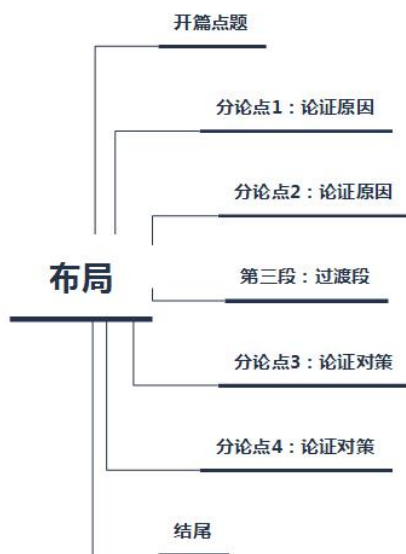 开篇点题
分论点1：论证原因
分论点2：论证原因
布局
第三段：过渡段
分论点3：论证对策
分论点4：论证对策
结尾